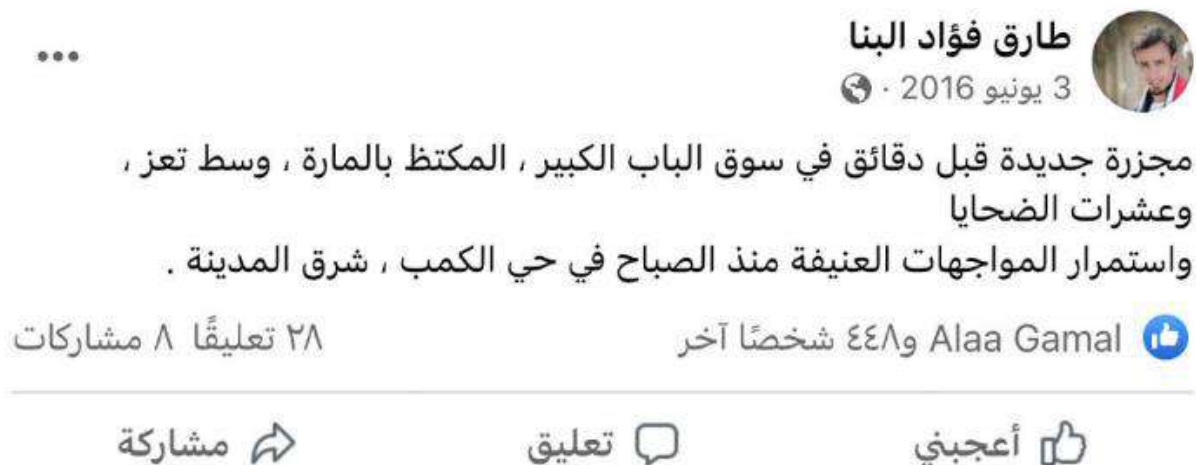 طارق فؤاد البنا
3 يونيو 2016 ·
مجزرة جديدة قبل دقائق في سوق الباب الكبير ، المكتظ بالمارة ، وسط تعز ،
وعشرات الضحايا
واستمرار المواجهات العنيفة منذ الصباح في حي الكمب ، شرق المدينة .
Alaa Gamal و٤٤٨ شخصًا آخر
٢٨ تعليقًا ٨ مشاركات
أعجبني
تعليق
مشاركة